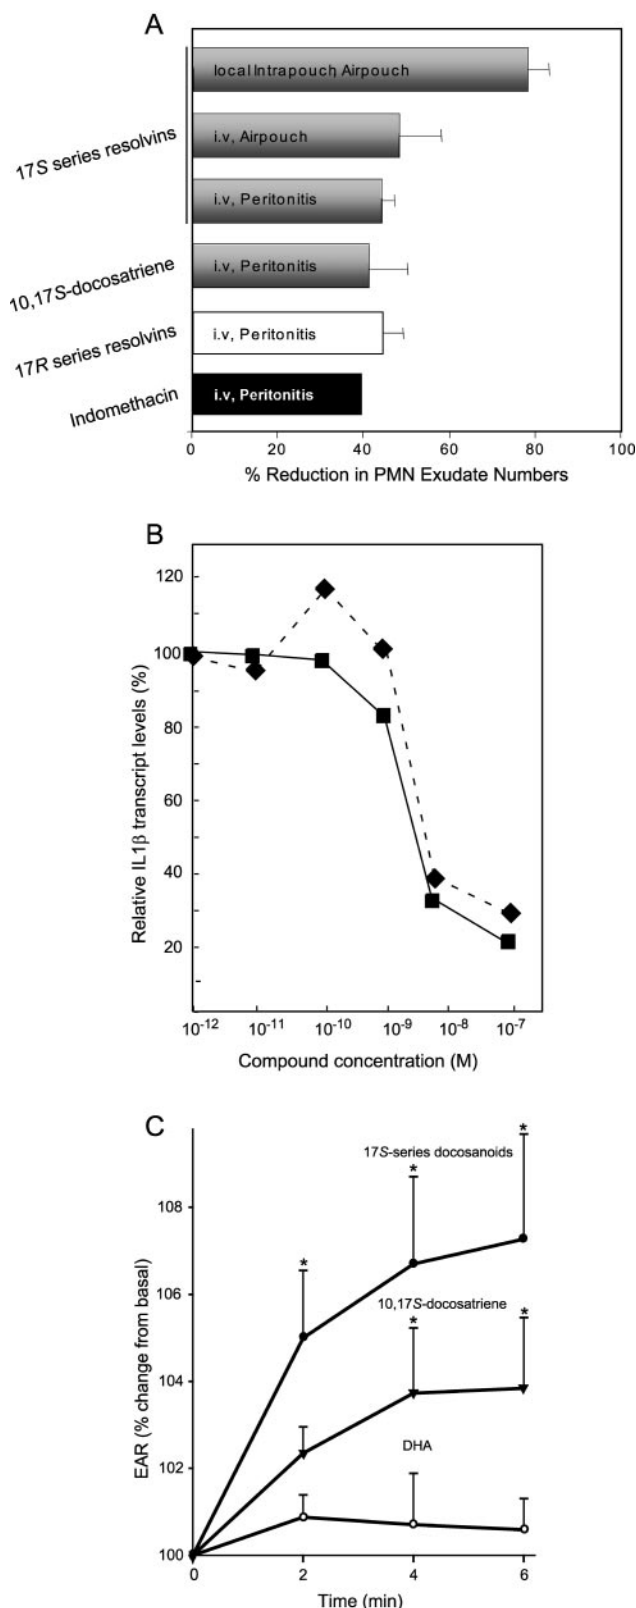 A
17S series resolvins
local Intrapouch, Airpouch
i.v, Airpouch
i.v, Peritonitis
10,17S-docosatriene
i.v, Peritonitis
17R series resolvins
i.v, Peritonitis
Indomethacin
i.v, Peritonitis
0 20 40 60 80 100
% Reduction in PMN Exudate Numbers
B
Relative IL1β transcript levels (%)
120
100
80
60
40
20
10⁻¹² 10⁻¹¹ 10⁻¹⁰ 10⁻⁹ 10⁻⁸ 10⁻⁷
Compound concentration (M)
C
EAR (% change from basal)
108
106
104
102
100
17S-series docosanoids
* * *
10,17S-docosatriene
* *
DHA
0 2 4 6
Time (min)